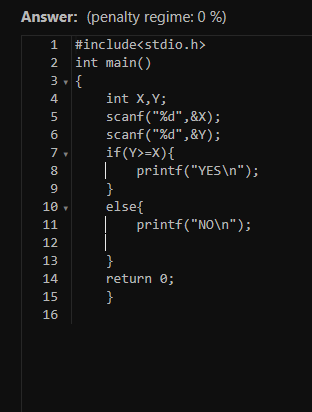 Answer: (penalty regime: 0 %)
1 #include<stdio.h>
2 int main()
3 {
4     int X,Y;
5     scanf("%d",&X);
6     scanf("%d",&Y);
7     if(Y>=X){
8         printf("YES\n");
9     }
10     else{
11         printf("NO\n");
12
13     }
14     return 0;
15     }
16